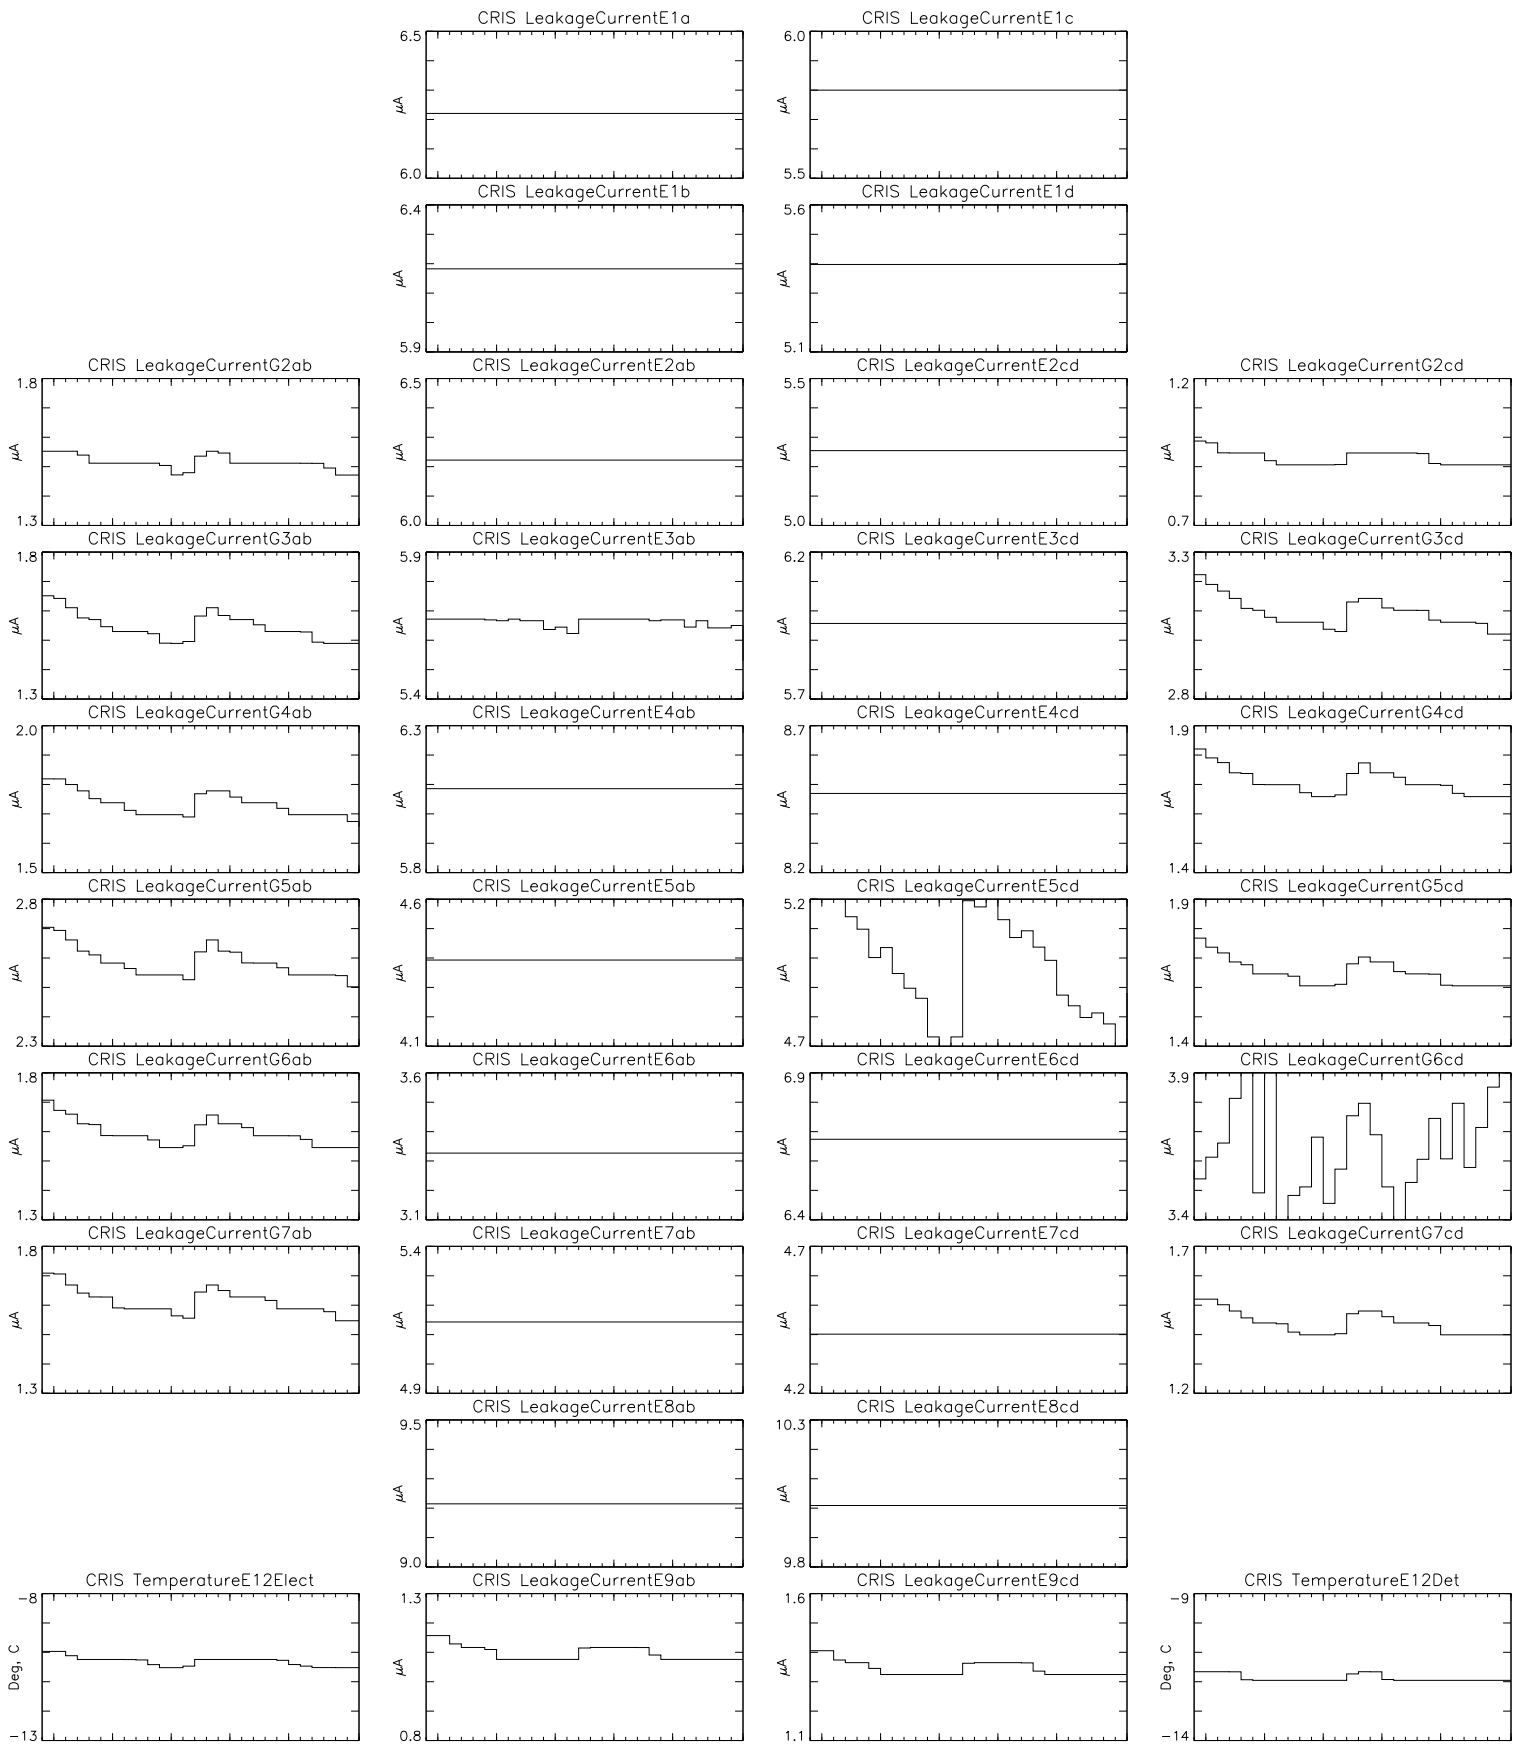 CRIS LeakageCurrentE1a
CRIS LeakageCurrentE1c
6.5
μA
6.0
6.0
μA
5.5
CRIS LeakageCurrentE1b
CRIS LeakageCurrentE1d
6.4
μA
5.9
5.6
μA
5.1
CRIS LeakageCurrentG2ab
CRIS LeakageCurrentE2ab
CRIS LeakageCurrentE2cd
CRIS LeakageCurrentG2cd
1.8
μA
1.3
6.5
μA
6.0
5.5
μA
5.0
1.2
μA
0.7
CRIS LeakageCurrentG3ab
CRIS LeakageCurrentE3ab
CRIS LeakageCurrentE3cd
CRIS LeakageCurrentG3cd
1.8
μA
1.3
5.9
μA
5.4
6.2
μA
5.7
3.3
μA
2.8
CRIS LeakageCurrentG4ab
CRIS LeakageCurrentE4ab
CRIS LeakageCurrentE4cd
CRIS LeakageCurrentG4cd
2.0
μA
1.5
6.3
μA
5.8
8.7
μA
8.2
1.9
μA
1.4
CRIS LeakageCurrentG5ab
CRIS LeakageCurrentE5ab
CRIS LeakageCurrentE5cd
CRIS LeakageCurrentG5cd
2.8
μA
2.3
4.6
μA
4.1
5.2
μA
4.7
1.9
μA
1.4
CRIS LeakageCurrentG6ab
CRIS LeakageCurrentE6ab
CRIS LeakageCurrentE6cd
CRIS LeakageCurrentG6cd
1.8
μA
1.3
3.6
μA
3.1
6.9
μA
6.4
3.9
μA
3.4
CRIS LeakageCurrentG7ab
CRIS LeakageCurrentE7ab
CRIS LeakageCurrentE7cd
CRIS LeakageCurrentG7cd
1.8
μA
1.3
5.4
μA
4.9
4.7
μA
4.2
1.7
μA
1.2
CRIS LeakageCurrentE8ab
CRIS LeakageCurrentE8cd
9.5
μA
9.0
10.3
μA
9.8
CRIS TemperatureE12Elect
CRIS LeakageCurrentE9ab
CRIS LeakageCurrentE9cd
CRIS TemperatureE12Det
-8
Deg, C
-13
1.3
μA
0.8
1.6
μA
1.1
-9
Deg, C
-14